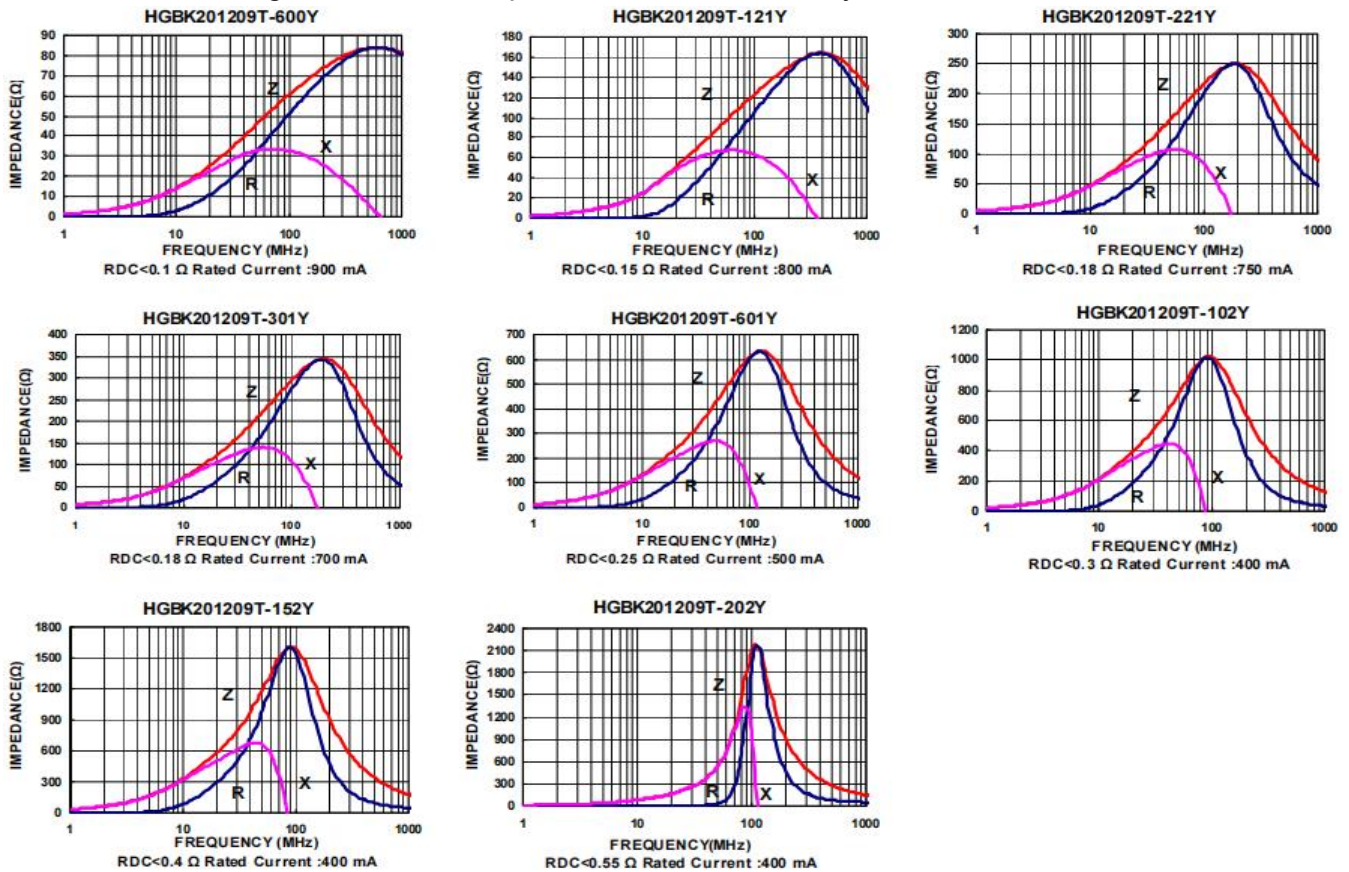 HGBK201209T-600Y
IMPEDANCE(Ω)
90
80
70
60
50
40
30
20
10
0
Z
X
R
1 10 100 1000
FREQUENCY (MHz)
RDC<0.1 Ω Rated Current :900 mA
HGBK201209T-121Y
IMPEDANCE(Ω)
180
160
140
120
100
80
60
40
20
0
Z
X
R
1 10 100 1000
FREQUENCY (MHz)
RDC<0.15 Ω Rated Current :800 mA
HGBK201209T-221Y
IMPEDANCE(Ω)
300
250
200
150
100
50
0
Z
X
R
1 10 100 1000
FREQUENCY (MHz)
RDC<0.18 Ω Rated Current :750 mA
HGBK201209T-301Y
IMPEDANCE(Ω)
400
350
300
250
200
150
100
50
0
Z
X
R
1 10 100 1000
FREQUENCY (MHz)
RDC<0.18 Ω Rated Current :700 mA
HGBK201209T-601Y
IMPEDANCE(Ω)
700
600
500
400
300
200
100
0
Z
X
R
1 10 100 1000
FREQUENCY (MHz)
RDC<0.25 Ω Rated Current :500 mA
HGBK201209T-102Y
IMPEDANCE(Ω)
1200
1000
800
600
400
200
0
Z
X
R
1 10 100 1000
FREQUENCY (MHz)
RDC<0.3 Ω Rated Current :400 mA
HGBK201209T-152Y
IMPEDANCE(Ω)
1800
1500
1200
900
600
300
0
Z
X
R
1 10 100 1000
FREQUENCY (MHz)
RDC<0.4 Ω Rated Current :400 mA
HGBK201209T-202Y
IMPEDANCE(Ω)
2400
2100
1800
1500
1200
900
600
300
0
Z
R
X
1 10 100 1000
FREQUENCY(MHz)
RDC<0.55 Ω Rated Current :400 mA